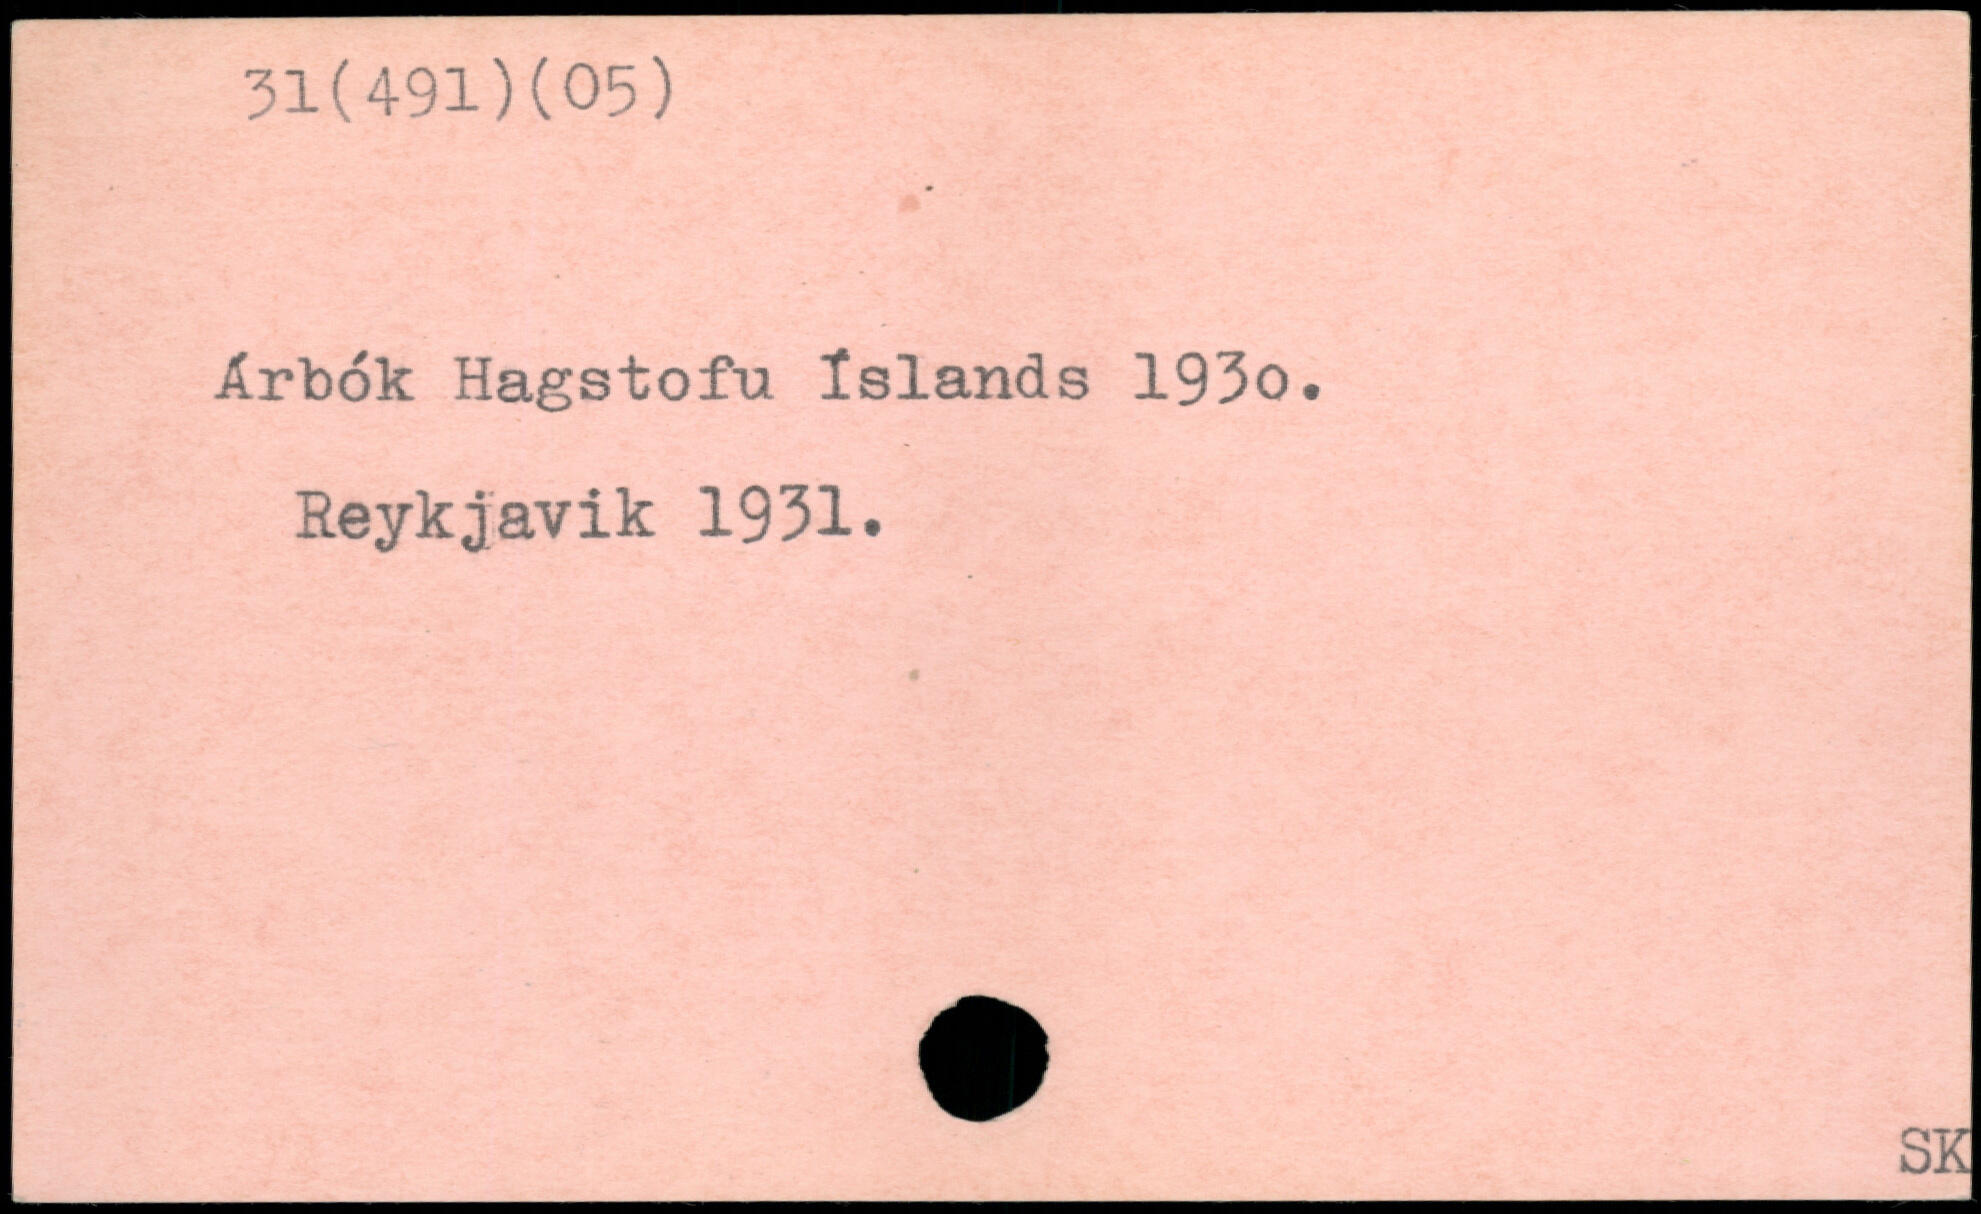 31(491)(05)
Árbók Hagstofu Íslands 193o.
Reykjavik 1931.
SK